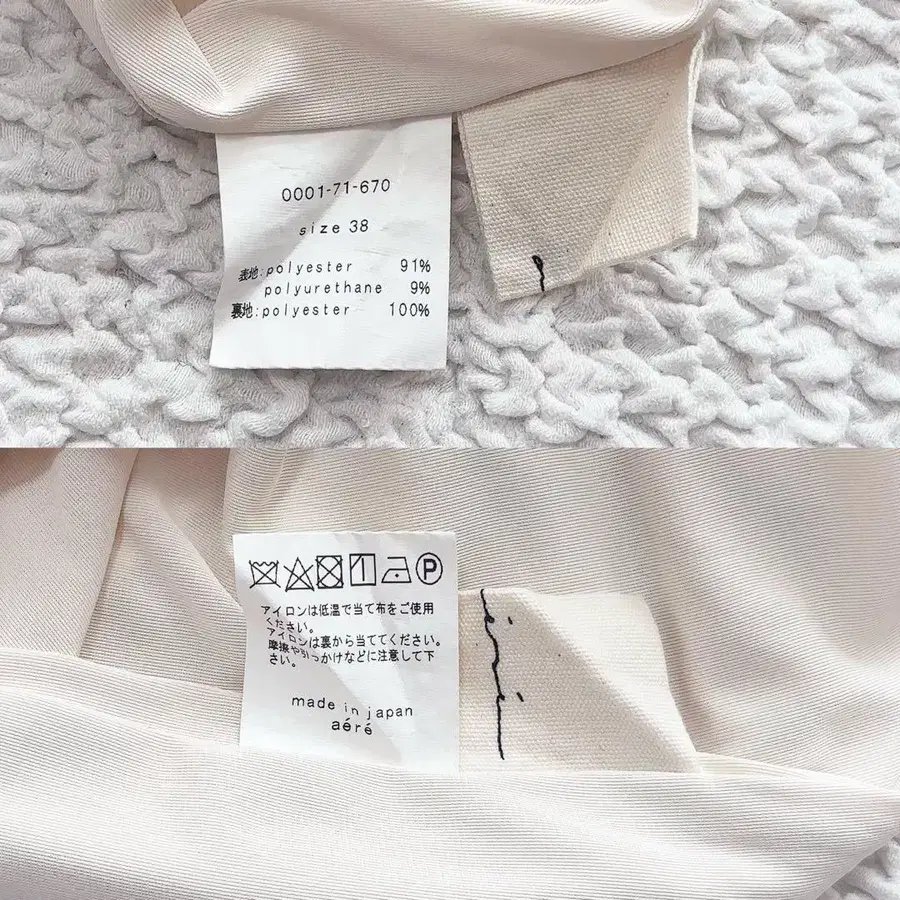 0001-71-670
size 38
表地:polyester 91%
polyurethane 9%
裏地:polyester 100%
P
アイロンは低温で当て布をご使用
ください。
アイロンは裏から当ててください。
摩擦や引っかけなどに注意して下
さい。
made in japan
aéré